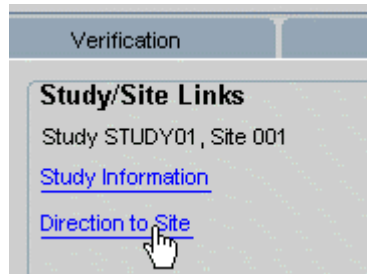 Verification
Study/Site Links
Study STUDY01, Site 001
Study Information
Direction to Site